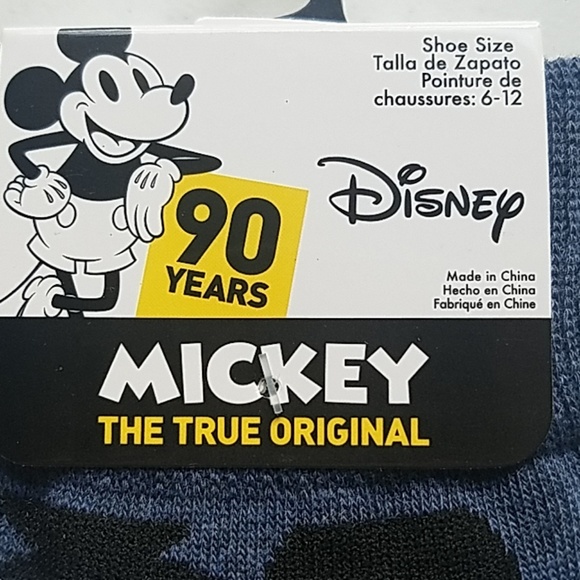 Shoe Size
Talla de Zapato
Pointure de
chaussures: 6-12
Disney
90
YEARS
Made in China
Hecho en China
Fabriqué en Chine
MICKEY
THE TRUE ORIGINAL